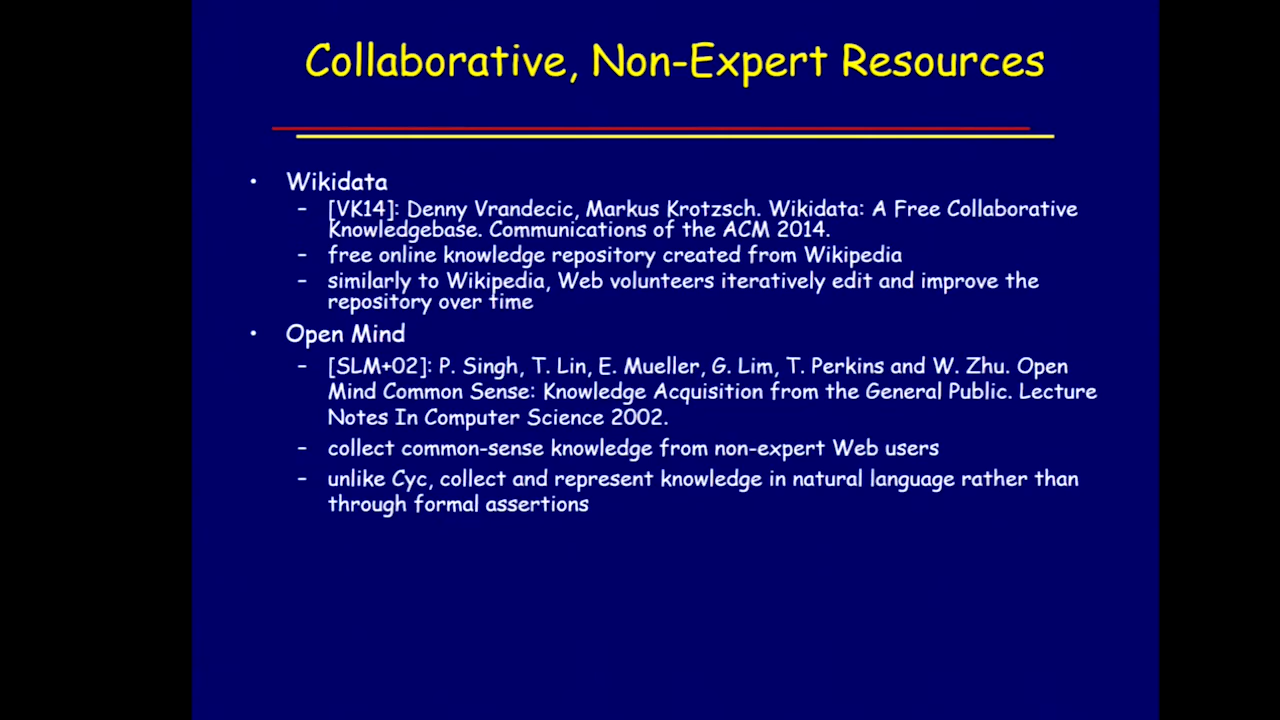 Collaborative, Non-Expert Resources
• Wikidata
– [VK14]: Denny Vrandecic, Markus Krotzsch. Wikidata: A Free Collaborative
Knowledgebase. Communications of the ACM 2014.
– free online knowledge repository created from Wikipedia
– similarly to Wikipedia, Web volunteers iteratively edit and improve the
repository over time
• Open Mind
– [SLM+02]: P. Singh, T. Lin, E. Mueller, G. Lim, T. Perkins and W. Zhu. Open
Mind Common Sense: Knowledge Acquisition from the General Public. Lecture
Notes In Computer Science 2002.
– collect common-sense knowledge from non-expert Web users
– unlike Cyc, collect and represent knowledge in natural language rather than
through formal assertions